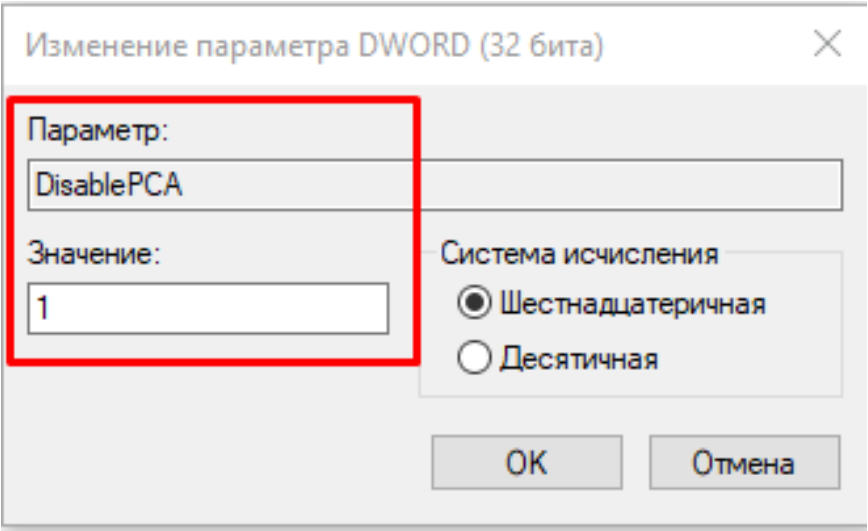 Изменение параметра DWORD (32 бита)
Параметр:
DisablePCA
Значение:
1
Система исчисления
Шестнадцатеричная
Десятичная
OK
Отмена